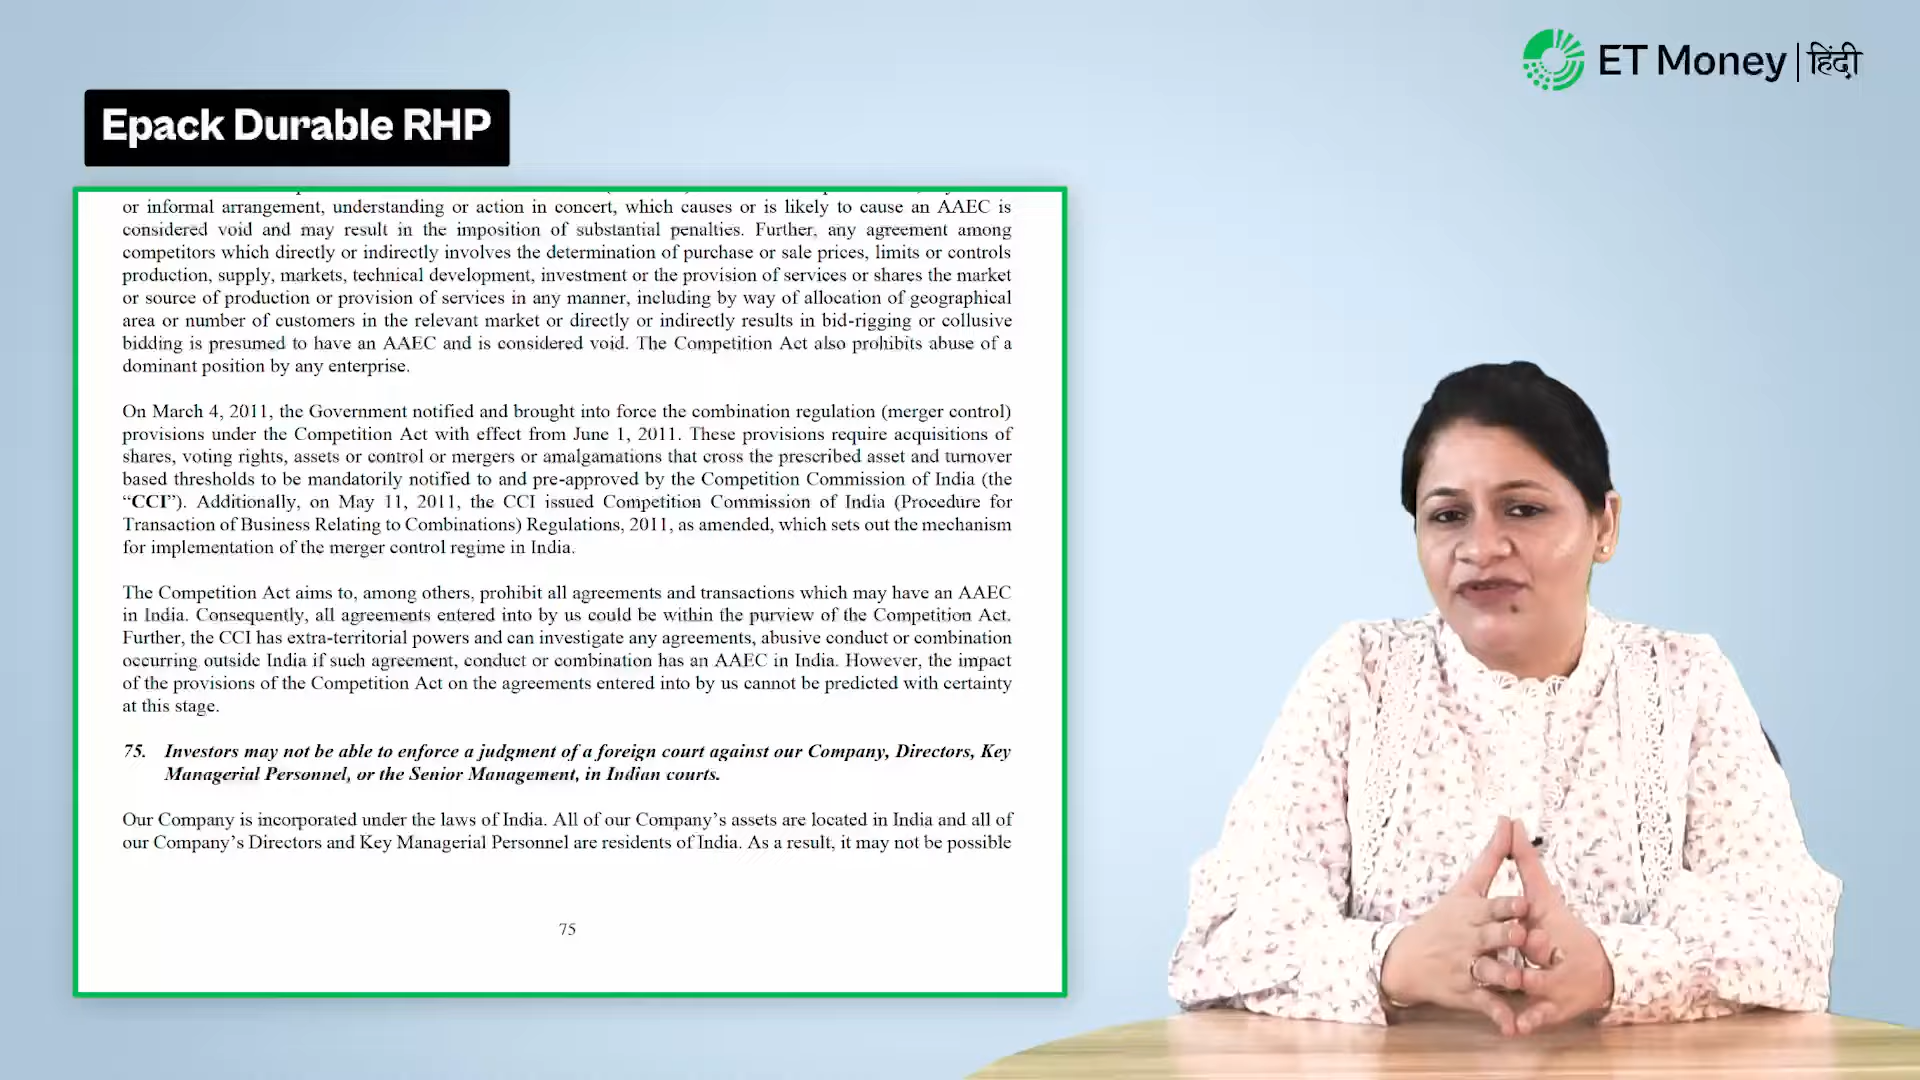 ET Money | हिंदी
Epack Durable RHP
or informal arrangement, understanding or action in concert, which causes or is likely to cause an AAEC is
considered void and may result in the imposition of substantial penalties. Further, any agreement among
competitors which directly or indirectly involves the determination of purchase or sale prices, limits or controls
production, supply, markets, technical development, investment or the provision of services or shares the market
or source of production or provision of services in any manner, including by way of allocation of geographical
area or number of customers in the relevant market or directly or indirectly results in bid-rigging or collusive
bidding is presumed to have an AAEC and is considered void. The Competition Act also prohibits abuse of a
dominant position by any enterprise.
On March 4, 2011, the Government notified and brought into force the combination regulation (merger control)
provisions under the Competition Act with effect from June 1, 2011. These provisions require acquisitions of
shares, voting rights, assets or control or mergers or amalgamations that cross the prescribed asset and turnover
based thresholds to be mandatorily notified to and pre-approved by the Competition Commission of India (the
“CCI”). Additionally, on May 11, 2011, the CCI issued Competition Commission of India (Procedure for
Transaction of Business Relating to Combinations) Regulations, 2011, as amended, which sets out the mechanism
for implementation of the merger control regime in India.
The Competition Act aims to, among others, prohibit all agreements and transactions which may have an AAEC
in India. Consequently, all agreements entered into by us could be within the purview of the Competition Act.
Further, the CCI has extra-territorial powers and can investigate any agreements, abusive conduct or combination
occurring outside India if such agreement, conduct or combination has an AAEC in India. However, the impact
of the provisions of the Competition Act on the agreements entered into by us cannot be predicted with certainty
at this stage.
75. Investors may not be able to enforce a judgment of a foreign court against our Company, Directors, Key
Managerial Personnel, or the Senior Management, in Indian courts.
Our Company is incorporated under the laws of India. All of our Company’s assets are located in India and all of
our Company’s Directors and Key Managerial Personnel are residents of India. As a result, it may not be possible
75